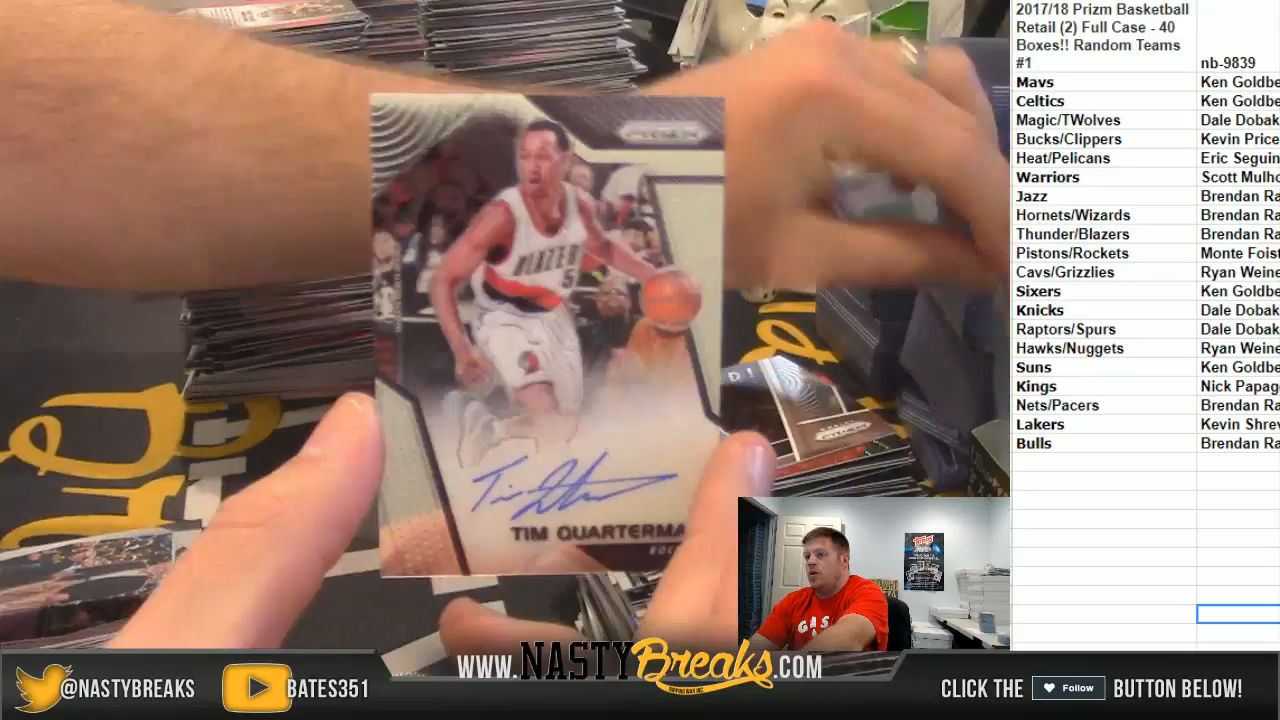 2017/18 Prizm Basketball
Retail (2) Full Case - 40
Boxes!! Random Teams
#1 nb-9839
Mavs Ken Goldbe
Celtics Ken Goldbe
Magic/TWolves Dale Dobak
Bucks/Clippers Kevin Price
Heat/Pelicans Eric Seguin
Warriors Scott Mulho
Jazz Brendan Ra
Hornets/Wizards Brendan Ra
Thunder/Blazers Brendan Ra
Pistons/Rockets Monte Foist
Cavs/Grizzlies Ryan Weine
Sixers Ken Goldbe
Knicks Dale Dobak
Raptors/Spurs Dale Dobak
Hawks/Nuggets Ryan Weine
Suns Ken Goldbe
Kings Nick Papag
Nets/Pacers Brendan Ra
Lakers Kevin Shrev
Bulls Brendan Ra
PRIZM
BLAZER
5
TIM QUARTERMA
Topps
WWW.NASTYBreaks.COM
@NASTYBREAKS
BATES351
CLICK THE Follow BUTTON BELOW!